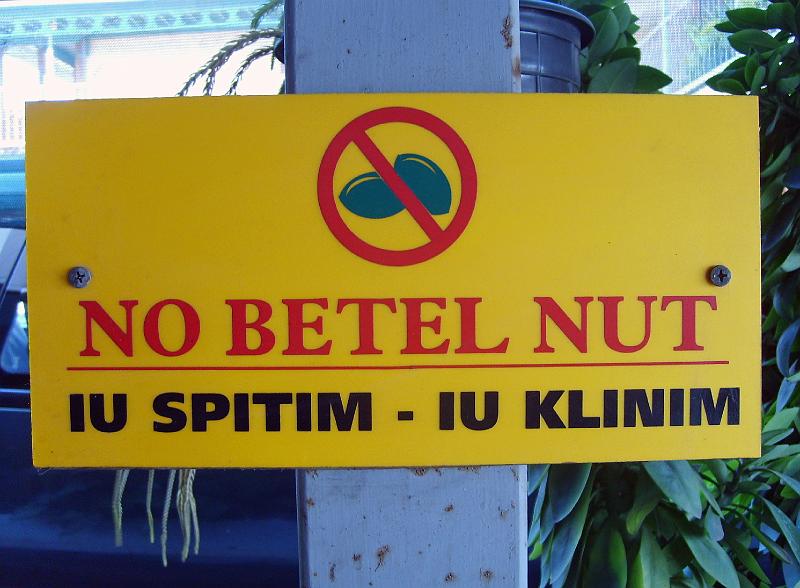 NO BETEL NUT
IU SPITIM - IU KLINIM